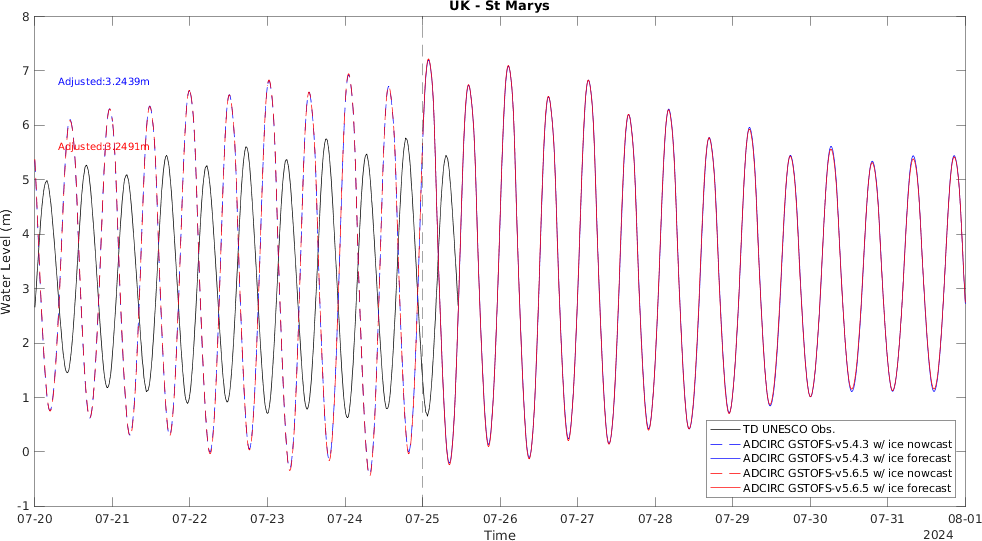 UK - St Marys
8
7
6
5
4
3
2
1
0
-1
Water Level (m)
Adjusted:3.2439m
Adjusted:3.2491m
TD UNESCO Obs.
ADCIRC GSTOFS-v5.4.3 w/ ice nowcast
ADCIRC GSTOFS-v5.4.3 w/ ice forecast
ADCIRC GSTOFS-v5.6.5 w/ ice nowcast
ADCIRC GSTOFS-v5.6.5 w/ ice forecast
07-20 07-21 07-22 07-23 07-24 07-25 07-26 07-27 07-28 07-29 07-30 07-31 08-01
Time
2024